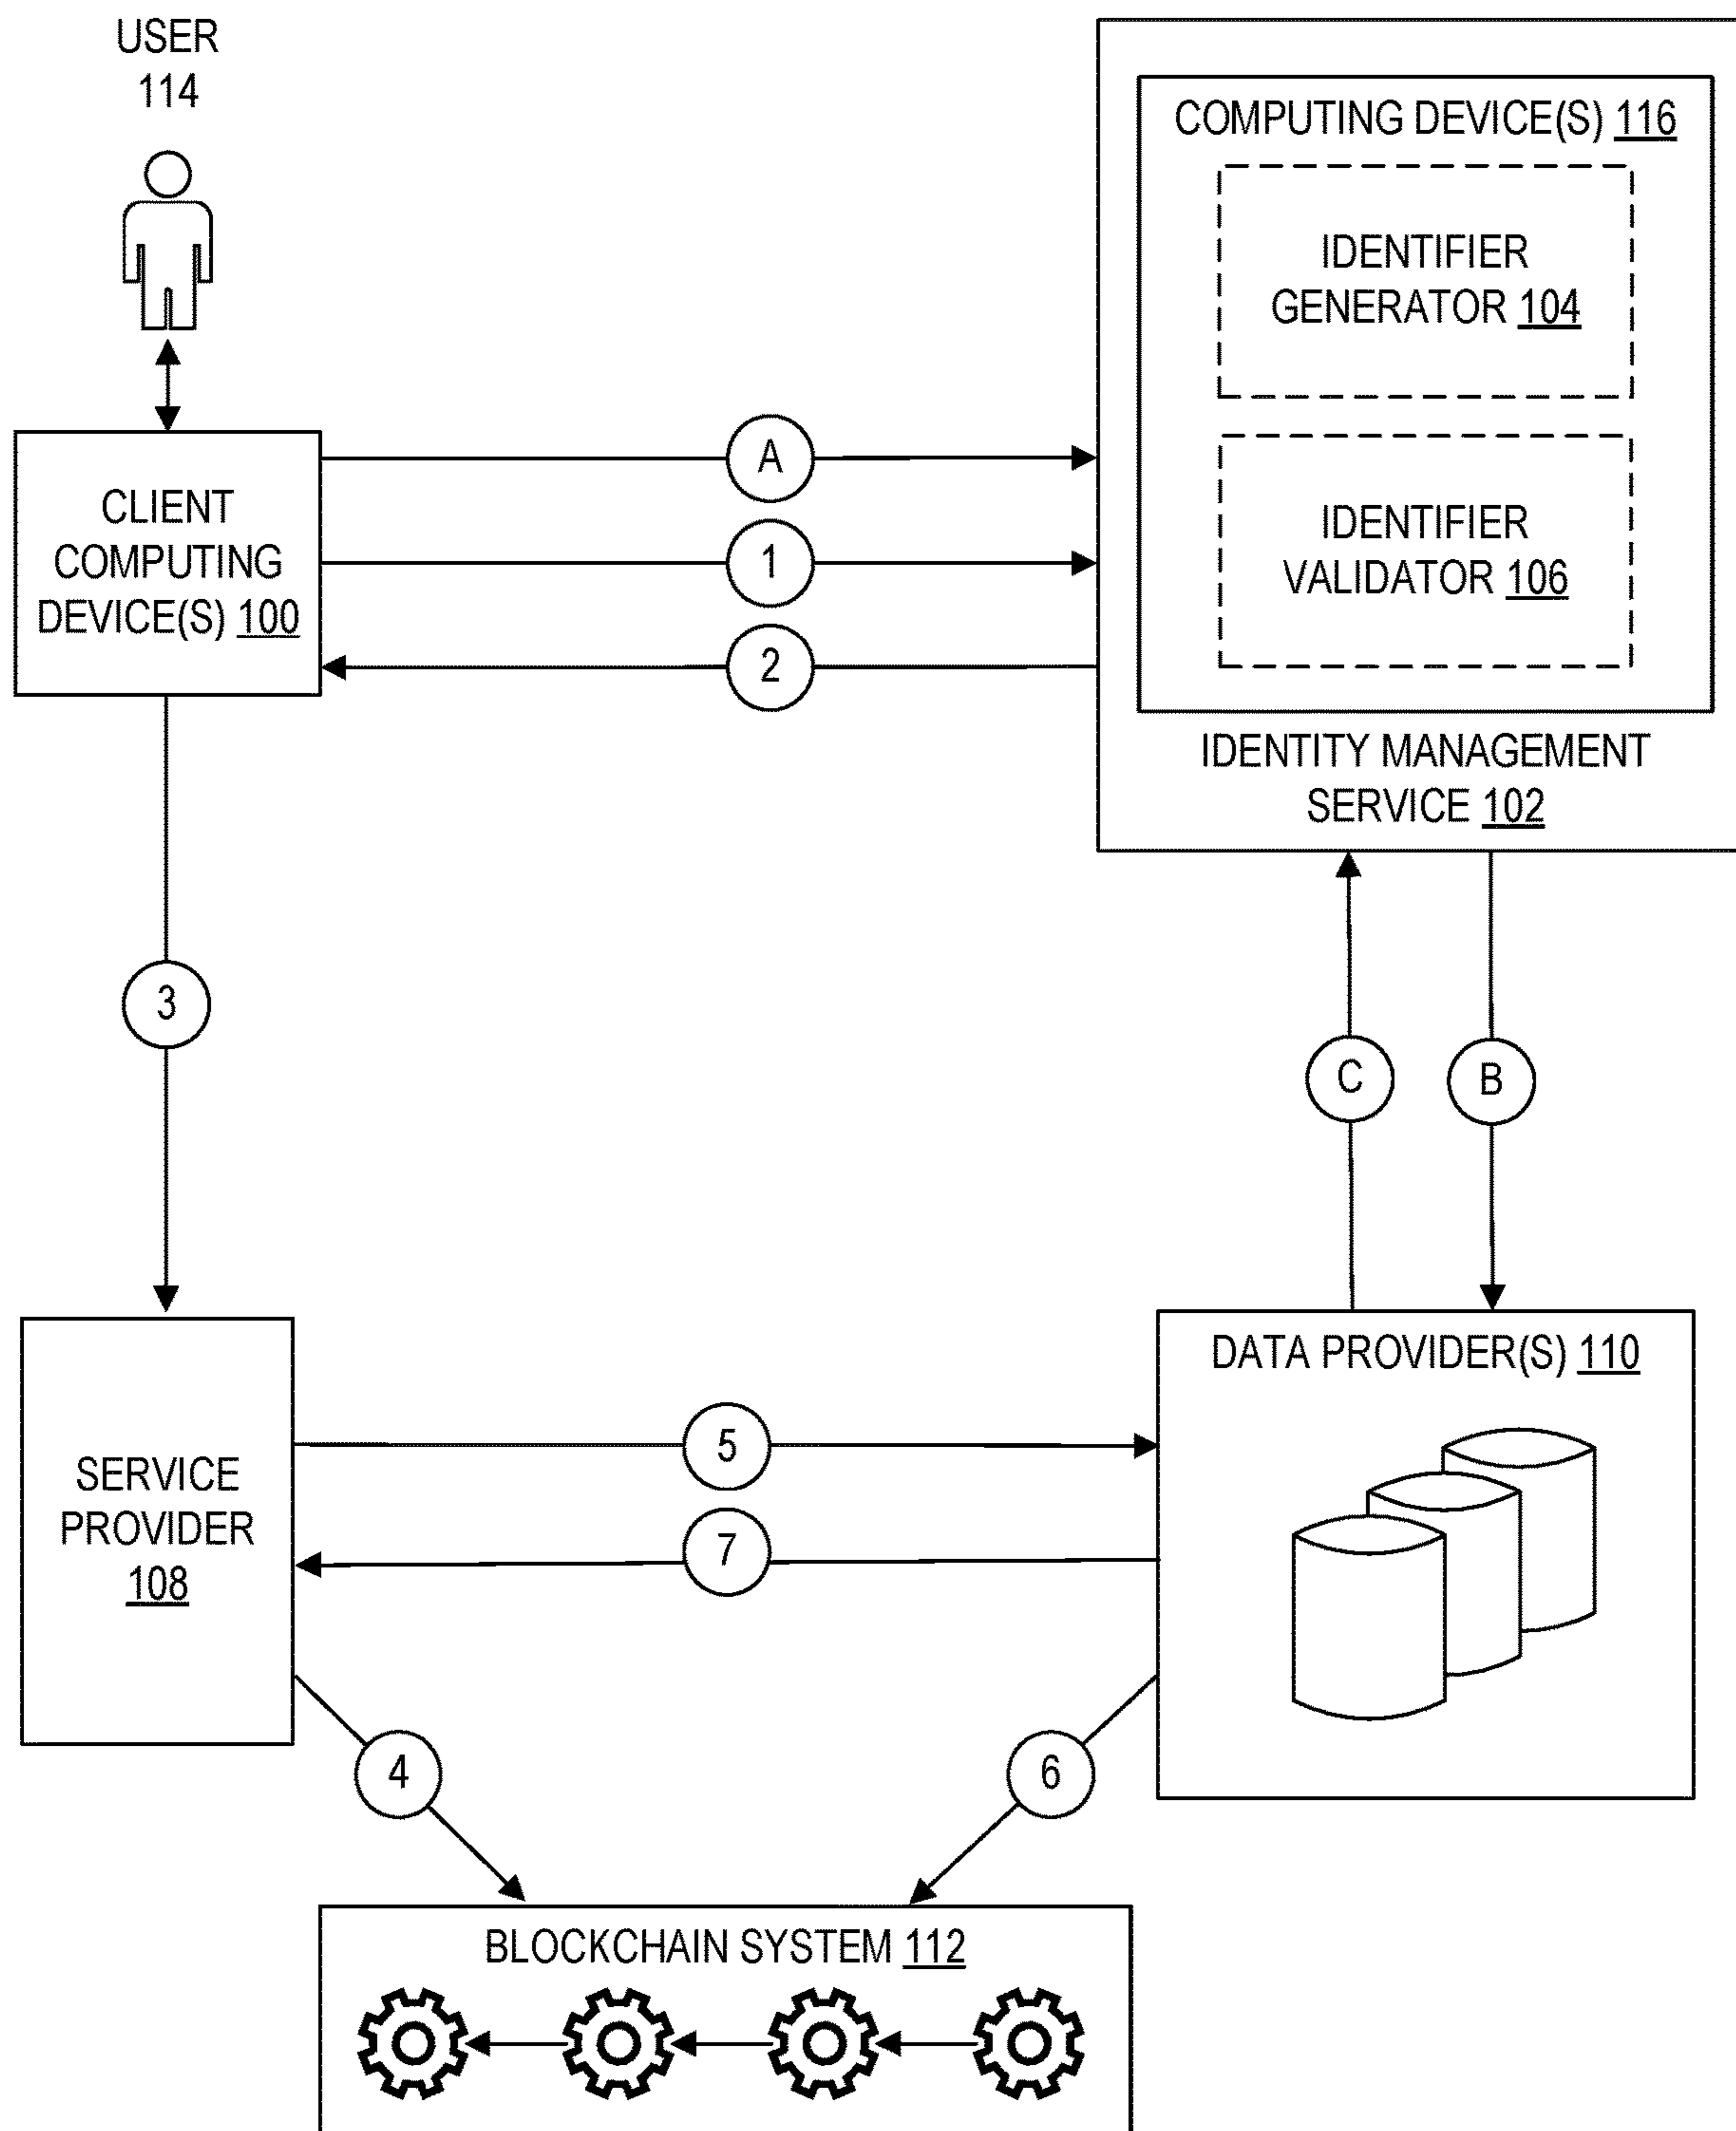 USER
114
COMPUTING DEVICE(S) 116
IDENTIFIER
GENERATOR 104
IDENTIFIER
VALIDATOR 106
IDENTITY MANAGEMENT
SERVICE 102
CLIENT
COMPUTING
DEVICE(S) 100
A
1
2
3
C
B
SERVICE
PROVIDER
108
5
7
DATA PROVIDER(S) 110
4
6
BLOCKCHAIN SYSTEM 112